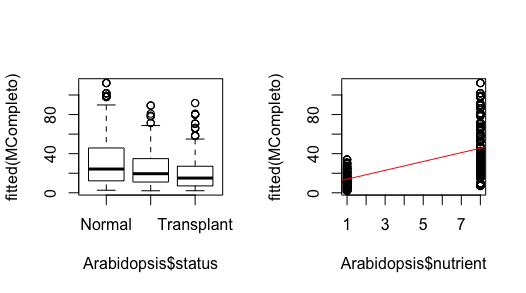 fitted(MCompleto)
0 40 80
Normal Transplant
Arabidopsis$status
fitted(MCompleto)
0 40 80
1 3 5 7
Arabidopsis$nutrient